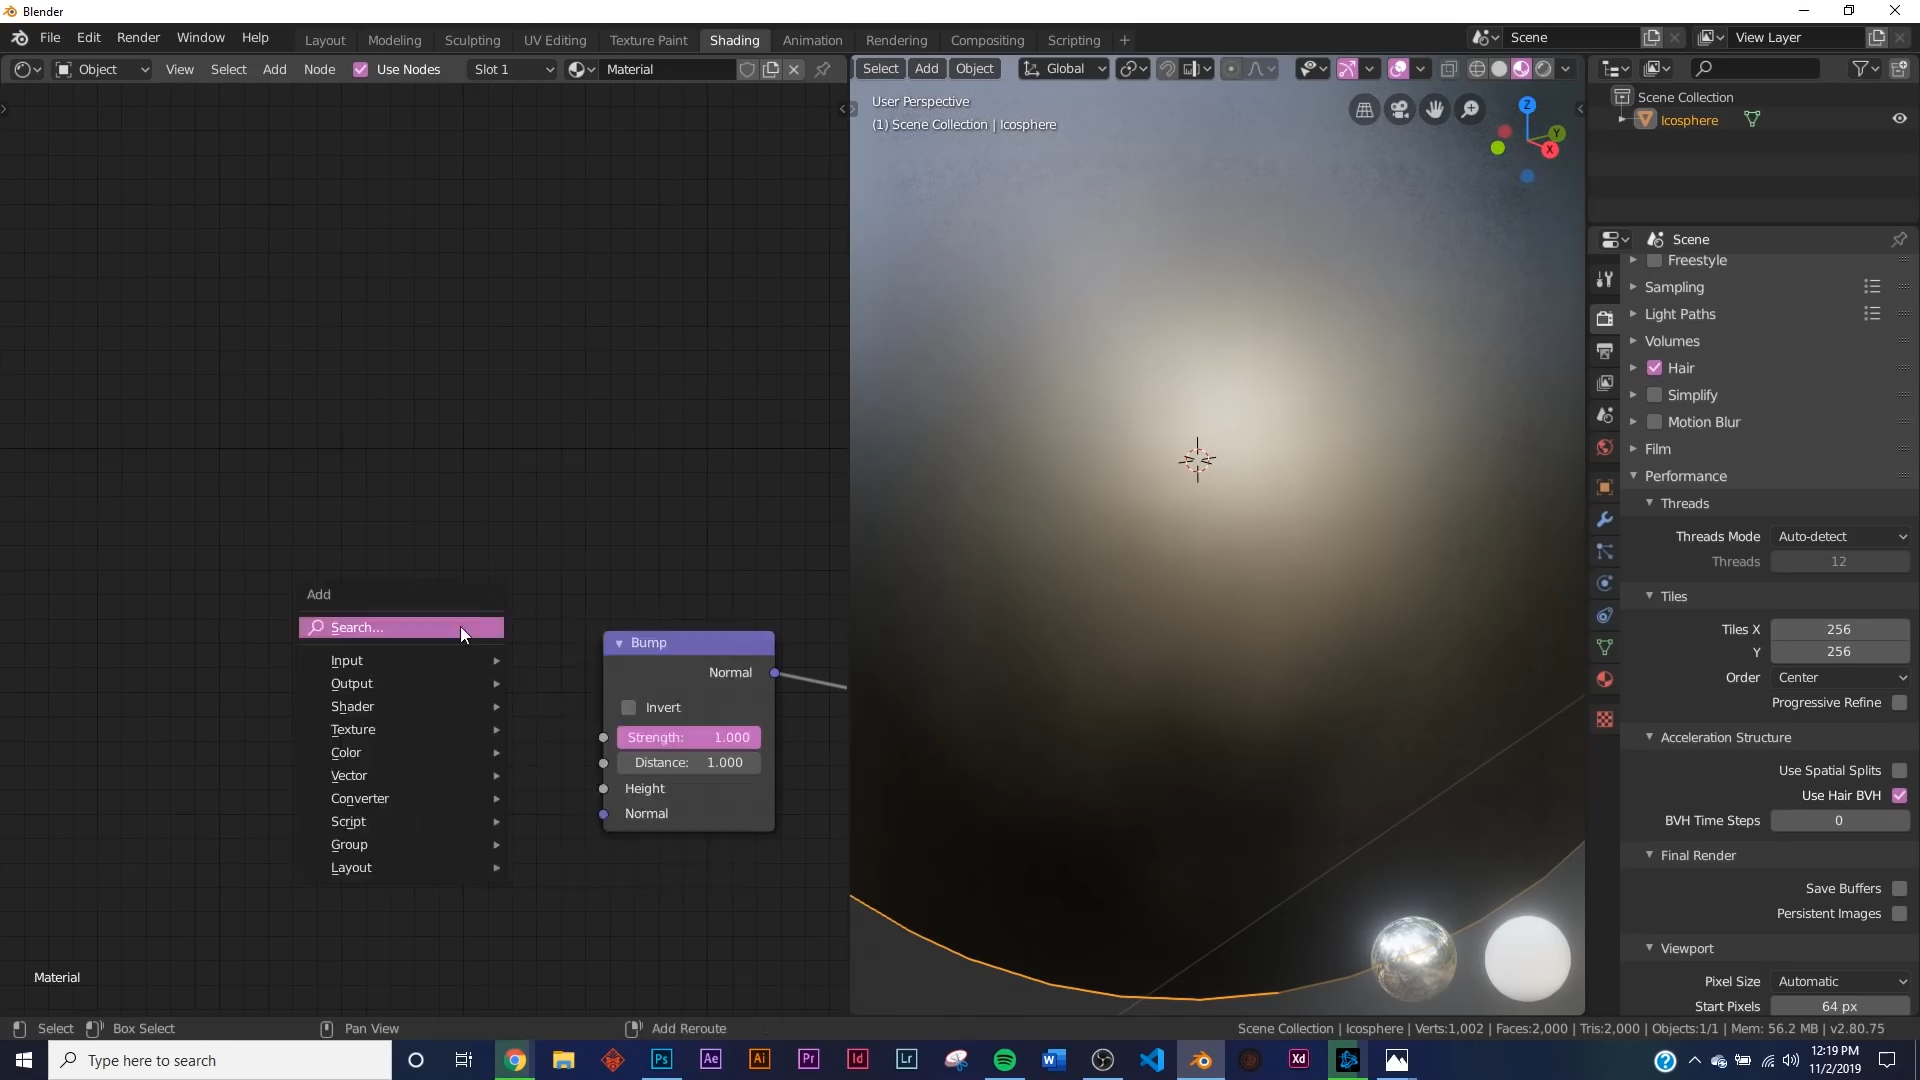 Blender
File Edit Render Window Help
Layout Modeling Sculpting UV Editing Texture Paint Shading Animation Rendering Compositing Scripting +
Scene
View Layer
Object View Select Add Node Use Nodes Slot 1 Material
Select Add Object Global
User Perspective
(1) Scene Collection | Icosphere
Z
Y
X
Scene Collection
Icosphere
Scene
Freestyle
Sampling
Light Paths
Volumes
Hair
Simplify
Motion Blur
Film
Performance
Threads
Threads Mode Auto-detect
Threads 12
Tiles
Tiles X 256
Y 256
Order Center
Progressive Refine
Acceleration Structure
Use Spatial Splits
Use Hair BVH
BVH Time Steps 0
Final Render
Save Buffers
Persistent Images
Viewport
Pixel Size Automatic
Start Pixels 64 px
Add
Search...
Input
Output
Shader
Texture
Color
Vector
Converter
Script
Group
Layout
Bump
Normal
Invert
Strength: 1.000
Distance: 1.000
Height
Normal
Material
Select Box Select Pan View Add Reroute
Scene Collection | Icosphere | Verts:1,002 | Faces:2,000 | Tris:2,000 | Objects:1/1 | Mem: 56.2 MB | v2.80.75
Type here to search
Ps Ae Ai Pr Id Lr W Xd
12:19 PM
11/2/2019